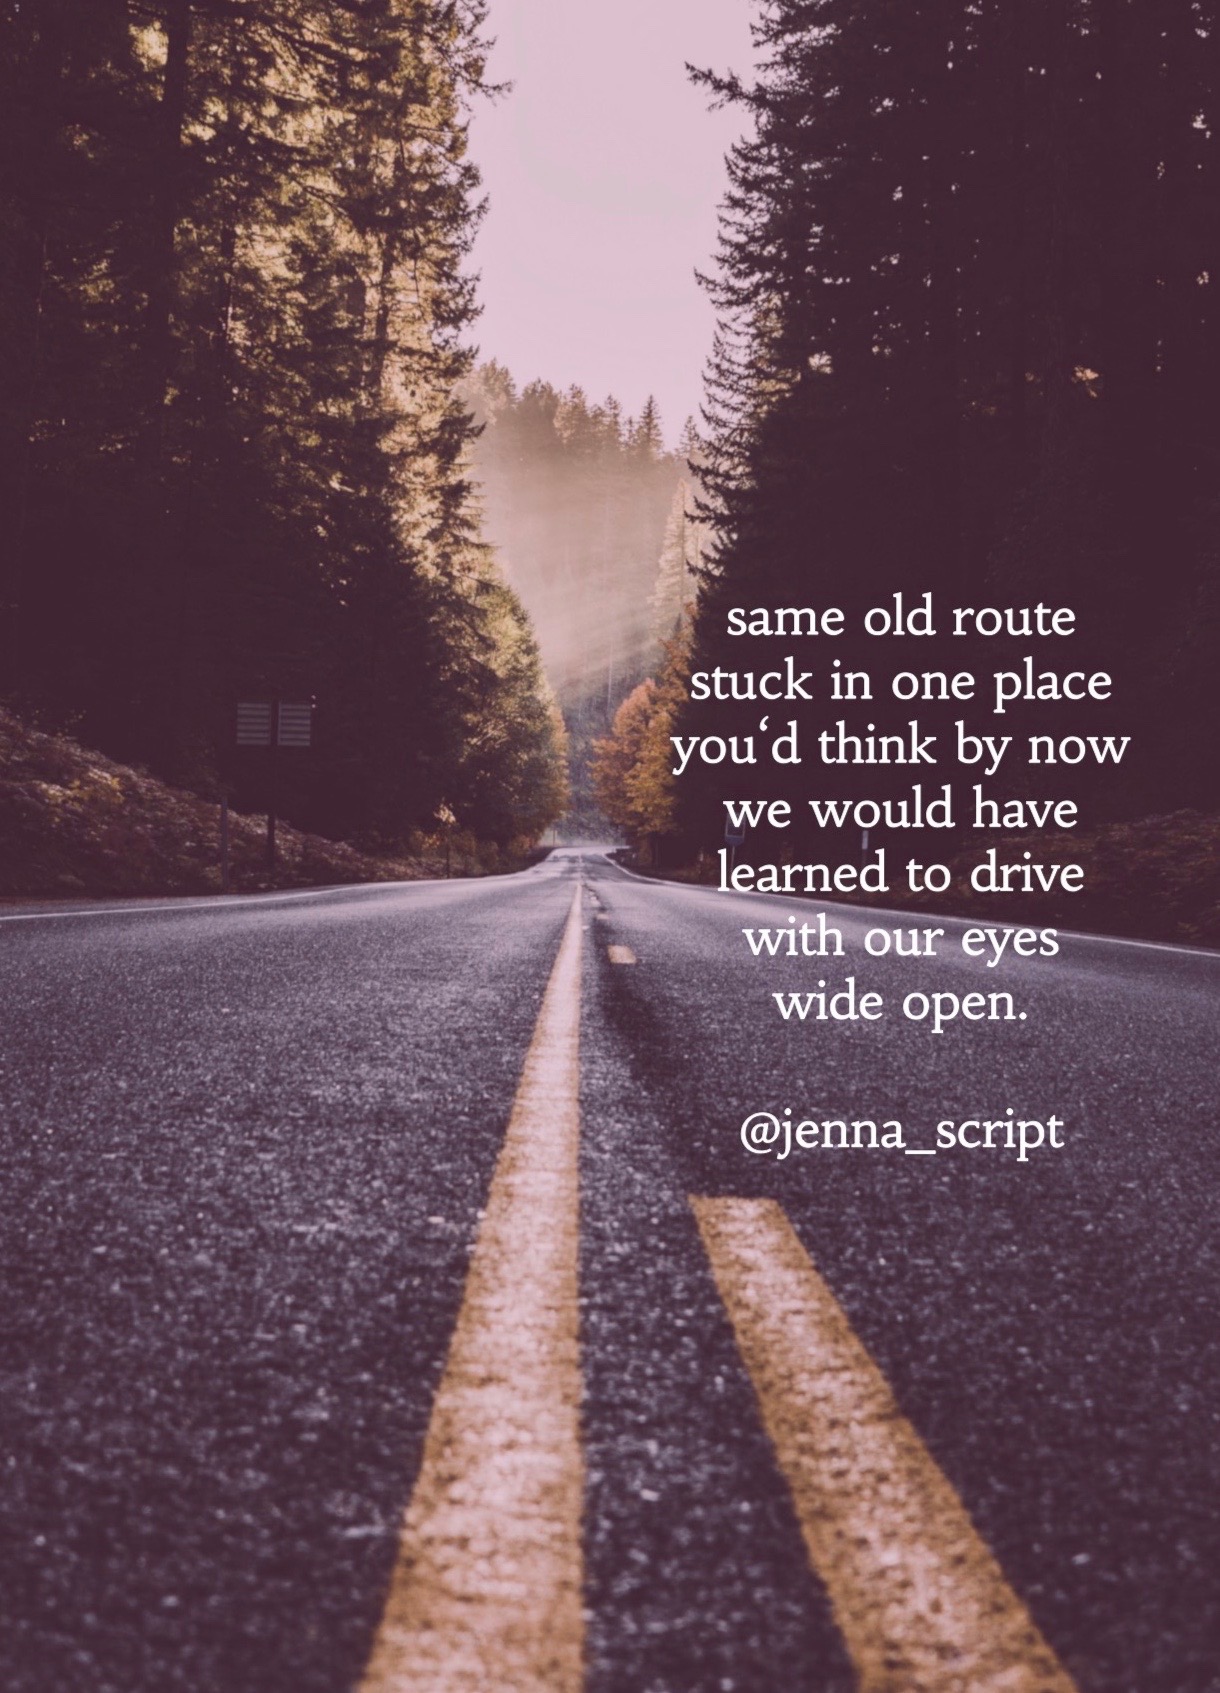 same old route
stuck in one place
you‘d think by now
we would have
learned to drive
with our eyes
wide open.
@jenna_script